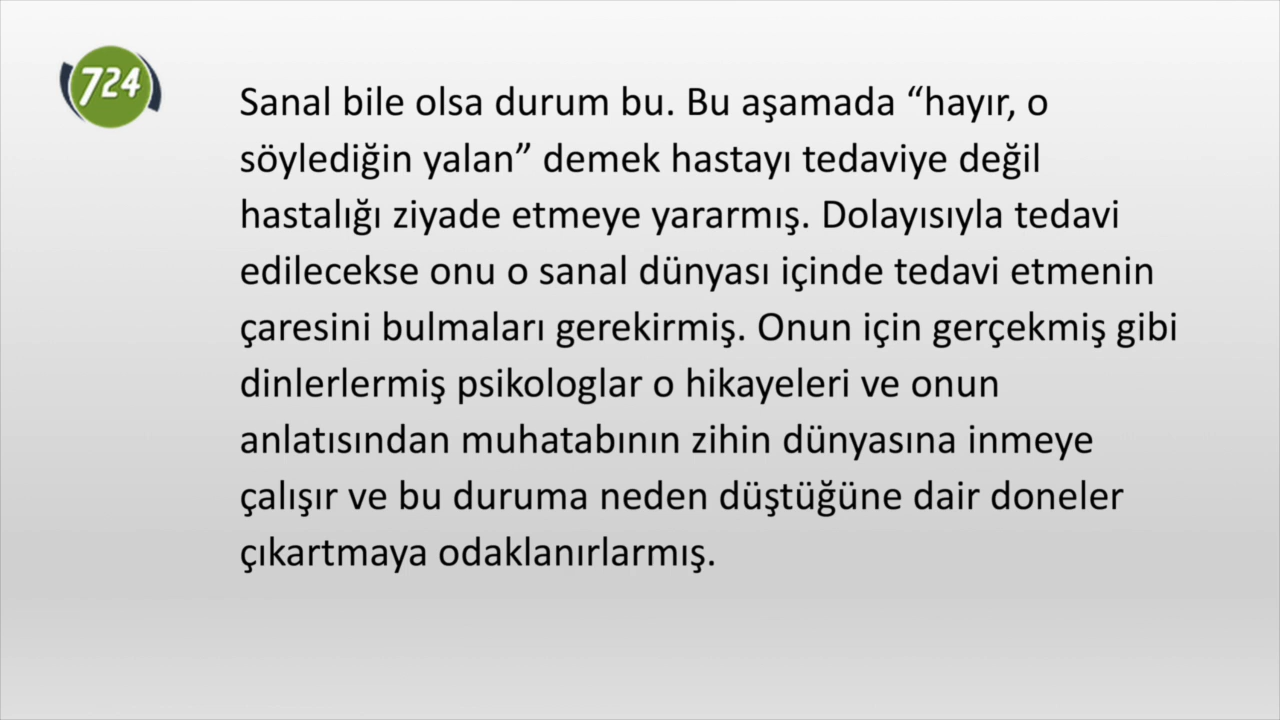 724
Sanal bile olsa durum bu. Bu aşamada “hayır, o
söylediğin yalan” demek hastayı tedaviye değil
hastalığı ziyade etmeye yararmış. Dolayısıyla tedavi
edilecekse onu o sanal dünyası içinde tedavi etmenin
çaresini bulmaları gerekirmiş. Onun için gerçekmiş gibi
dinlerlermiş psikologlar o hikayeleri ve onun
anlatısından muhatabının zihin dünyasına inmeye
çalışır ve bu duruma neden düştüğüne dair doneler
çıkartmaya odaklanırlarmış.